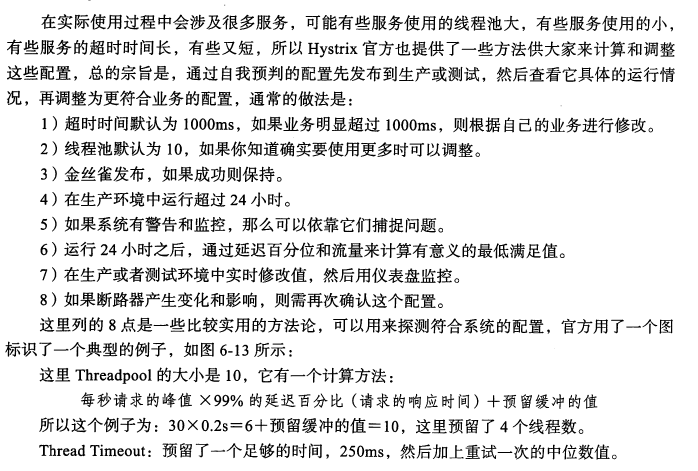 在实际使用过程中会涉及很多服务，可能有些服务使用的线程池大，有些服务使用的小，
有些服务的超时时间长，有些又短，所以 Hystrix 官方也提供了一些方法供大家来计算和调整
这些配置，总的宗旨是，通过自我预判的配置先发布到生产或测试，然后查看它具体的运行情
况，再调整为更符合业务的配置，通常的做法是：
1）超时时间默认为 1000ms，如果业务明显超过 1000ms，则根据自己的业务进行修改。
2）线程池默认为 10，如果你知道确实要使用更多时可以调整。
3）金丝雀发布，如果成功则保持。
4）在生产环境中运行超过 24 小时。
5）如果系统有警告和监控，那么可以依靠它们捕捉问题。
6）运行 24 小时之后，通过延迟百分位和流量来计算有意义的最低满足值。
7）在生产或者测试环境中实时修改值，然后用仪表盘监控。
8）如果断路器产生变化和影响，则需再次确认这个配置。
这里列的 8 点是一些比较实用的方法论，可以用来探测符合系统的配置，官方用了一个图
标识了一个典型的例子，如图 6-13 所示：
这里 Threadpool 的大小是 10，它有一个计算方法：
每秒请求的峰值 ×99% 的延迟百分比（请求的响应时间）＋预留缓冲的值
所以这个例子为：30×0.2s＝6＋预留缓冲的值＝10，这里预留了 4 个线程数。
Thread Timeout：预留了一个足够的时间，250ms，然后加上重试一次的中位数值。